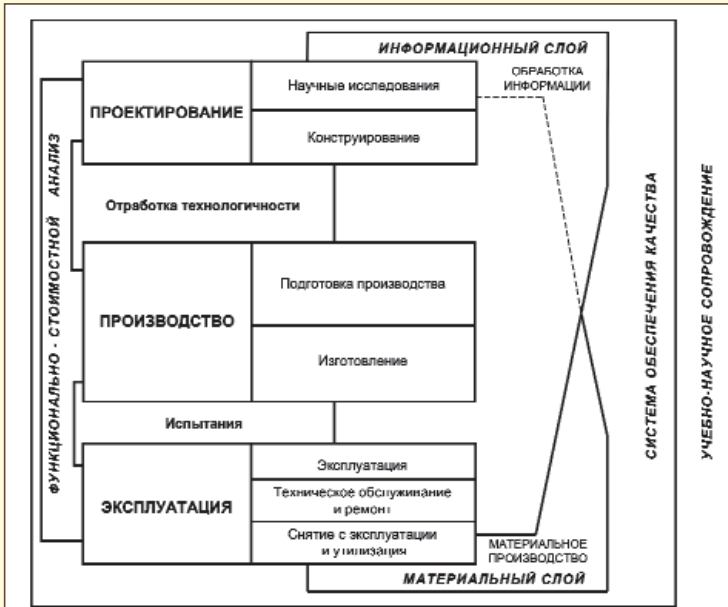 ИНФОРМАЦИОННЫЙ СЛОЙ
ОБРАБОТКА
ИНФОРМАЦИИ
ПРОЕКТИРОВАНИЕ
Научные исследования
Конструирование
Отработка технологичности
ПРОИЗВОДСТВО
Подготовка производства
Изготовление
Испытания
ЭКСПЛУАТАЦИЯ
Эксплуатация
Техническое обслуживание
и ремонт
Снятие с эксплуатации
и утилизация
МАТЕРИАЛЬНОЕ
ПРОИЗВОДСТВО
МАТЕРИАЛЬНЫЙ СЛОЙ
ФУНКЦИОНАЛЬНО - СТОИМОСТНОЙ АНАЛИЗ
СИСТЕМА ОБЕСПЕЧЕНИЯ КАЧЕСТВА
УЧЕБНО-НАУЧНОЕ СОПРОВОЖДЕНИЕ